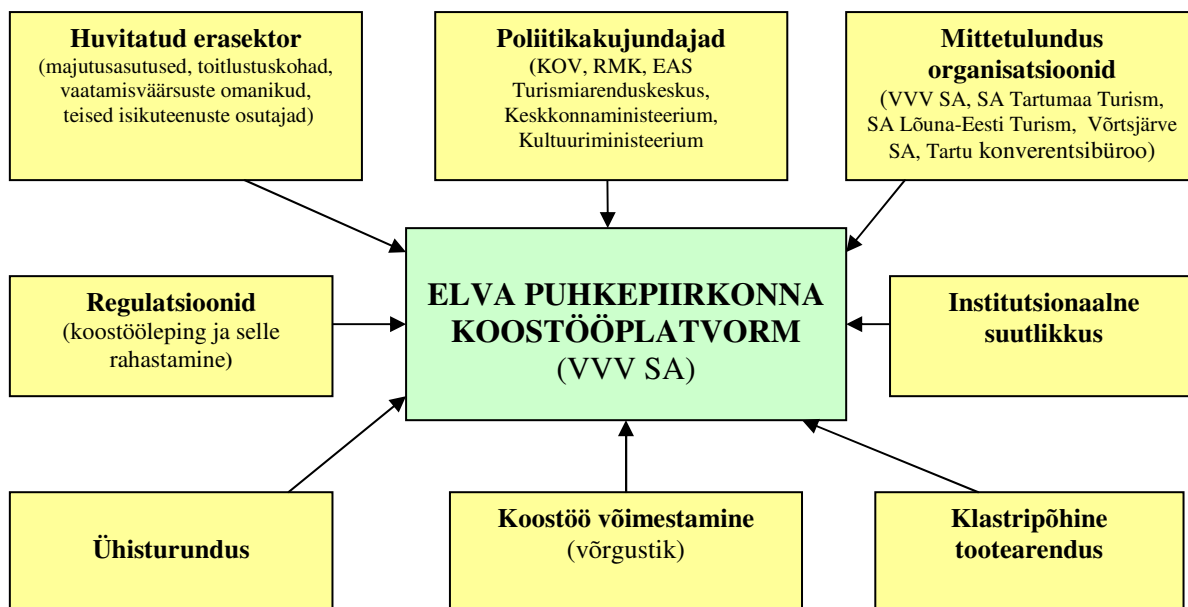 Huvitatud erasektor
(majutusasutused, toitlustuskohad,
vaatamisväärsuste omanikud,
teised isikuteenuste osutajad)
Poliitikakujundajad
(KOV, RMK, EAS
Turismiarenduskeskus,
Keskkonnaministeerium,
Kultuuriministeerium
Mittetulundus
organisatsioonid
(VVV SA, SA Tartumaa Turism,
SA Lõuna-Eesti Turism, Võrtsjärve
SA, Tartu konverentsibüroo)
Regulatsioonid
(koostööleping ja selle
rahastamine)
ELVA PUHKEPIIRKONNA
KOOSTÖÖPLATVORM
(VVV SA)
Institutsionaalne
suutlikkus
Ühisturundus
Koostöö võimestamine
(võrgustik)
Klastripõhine
tootearendus